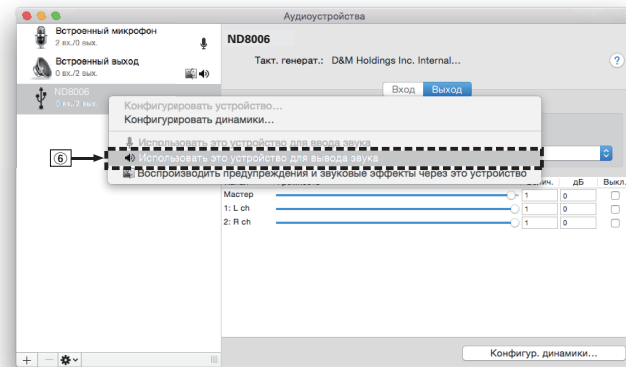 Аудиоустройства
Встроенный микрофон
2 вх./0 вых.
Встроенный выход
0 вх./2 вых.
ND8006
0 вх./2 вых.
ND8006
Такт. генерат.: D&M Holdings Inc. Internal...
?
Вход Выход
Конфигурировать устройство...
Конфигурировать динамики...
Использовать это устройство для ввода звука
⑥
Использовать это устройство для вывода звука
Воспроизводить предупреждения и звуковые эффекты через это устройство
дБ Выкл.
Мастер 1 0
1: L ch 1 0
2: R ch 1 0
Конфигур. динамики...